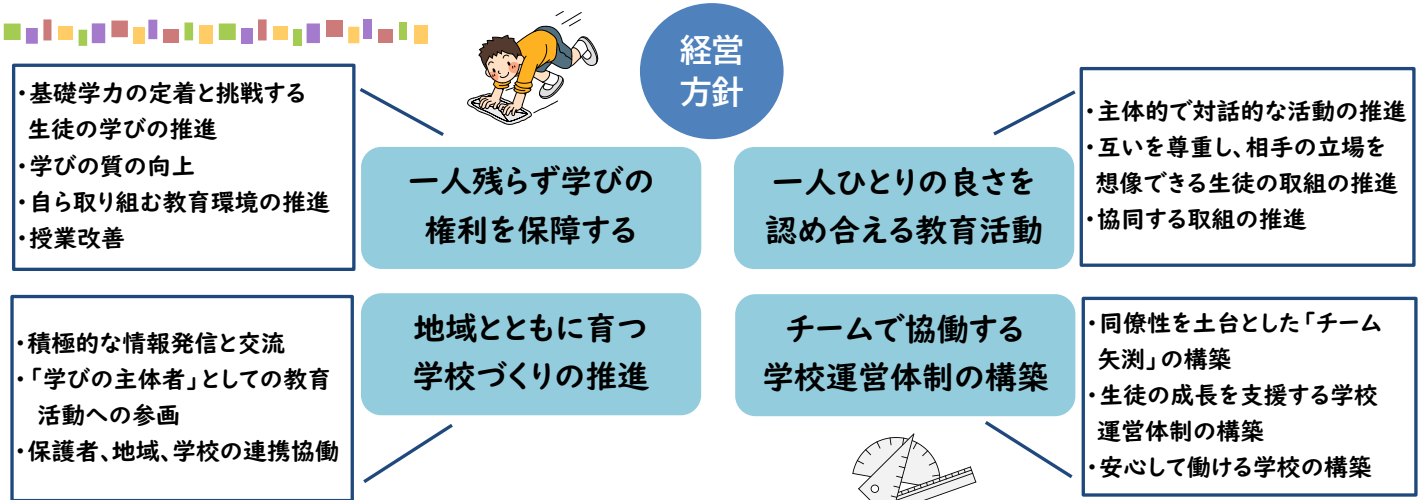 経営
方針
・基礎学力の定着と挑戦する
生徒の学びの推進
・学びの質の向上
・自ら取り組む教育環境の推進
・授業改善
一人残らず学びの
権利を保障する
一人ひとりの良さを
認め合える教育活動
・主体的で対話的な活動の推進
・互いを尊重し、相手の立場を
想像できる生徒の取組の推進
・協同する取組の推進
・積極的な情報発信と交流
・「学びの主体者」としての教育
活動への参画
・保護者、地域、学校の連携協働
地域とともに育つ
学校づくりの推進
チームで協働する
学校運営体制の構築
・同僚性を土台とした「チーム
矢渕」の構築
・生徒の成長を支援する学校
運営体制の構築
・安心して働ける学校の構築